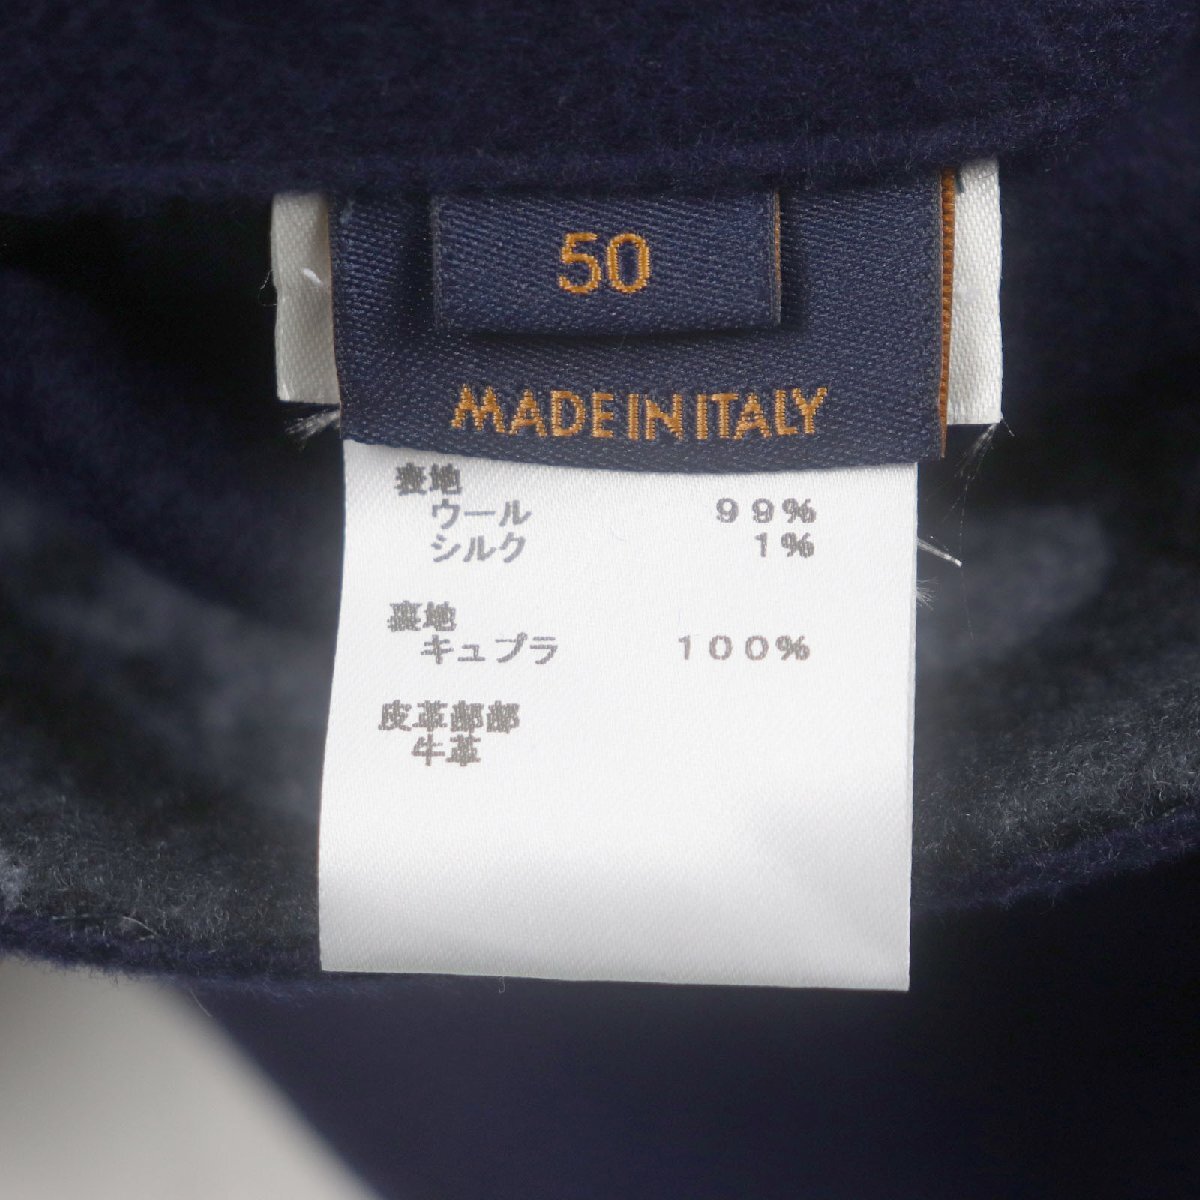 50
MADE IN ITALY
表地
ウール 99%
シルク 1%
裏地
キュプラ 100%
皮革部部
牛革